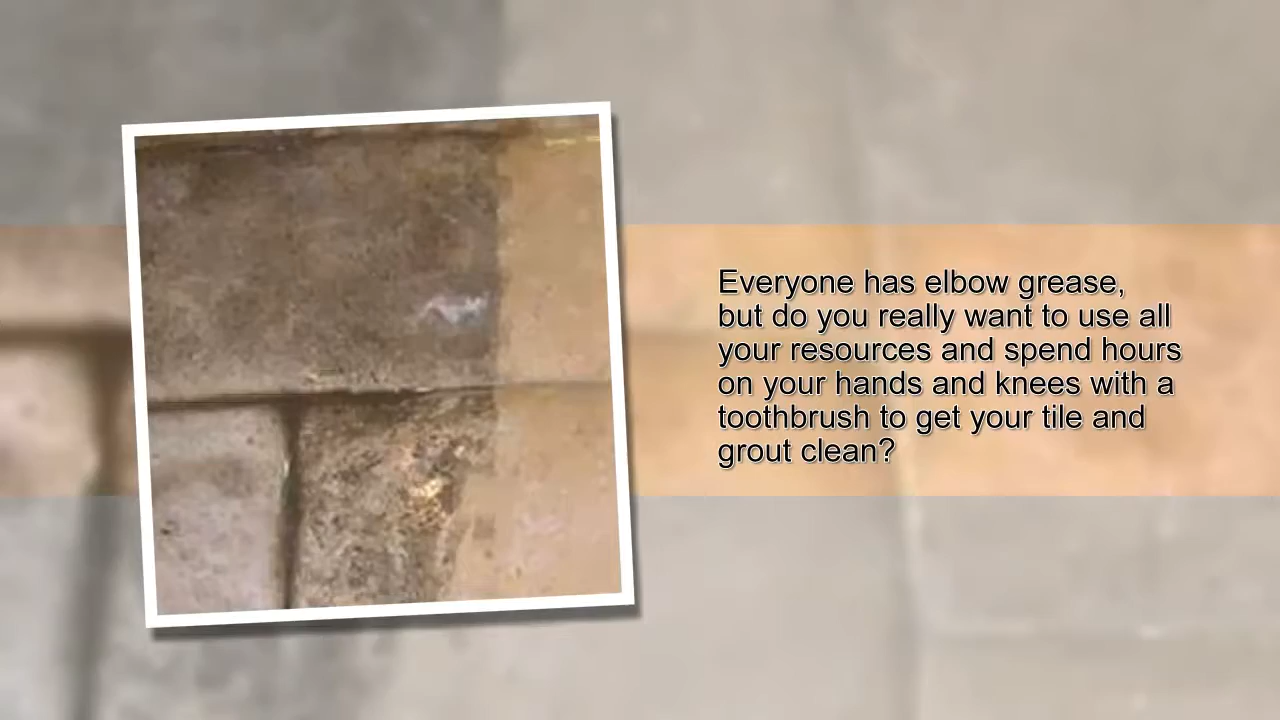 Everyone has elbow grease,
but do you really want to use all
your resources and spend hours
on your hands and knees with a
toothbrush to get your tile and
grout clean?